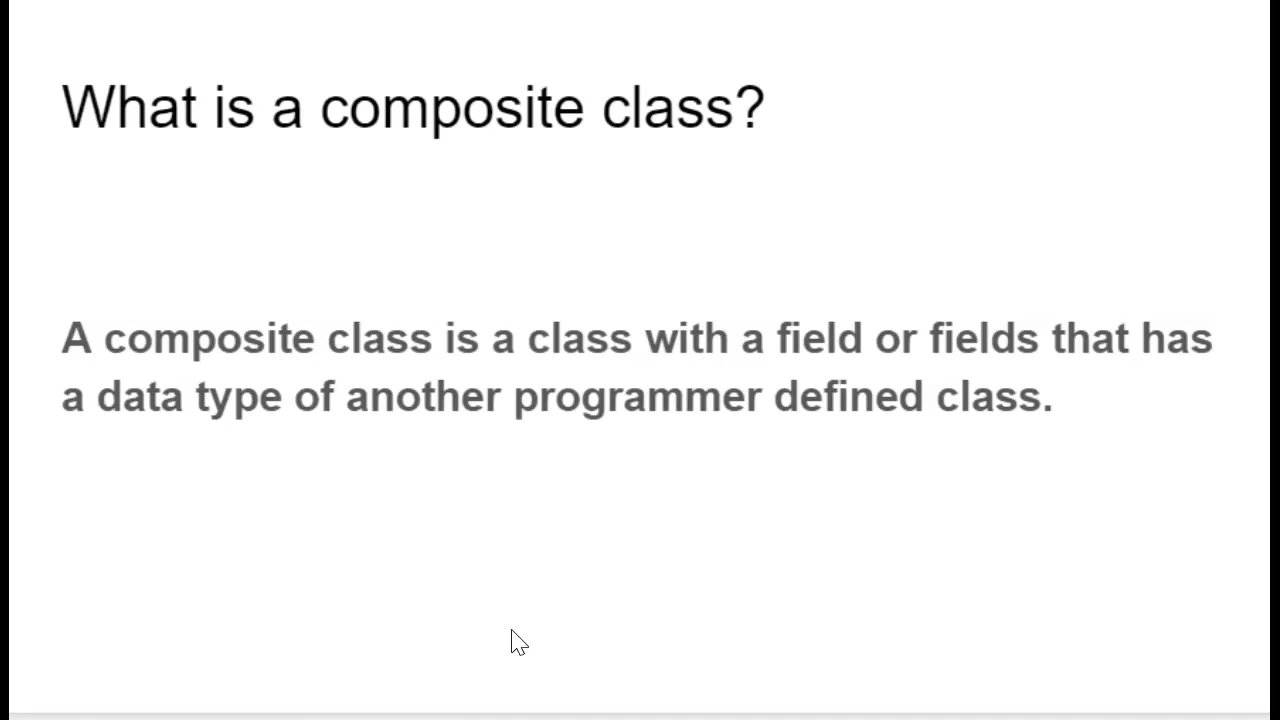 What is a composite class?
A composite class is a class with a field or fields that has
a data type of another programmer defined class.